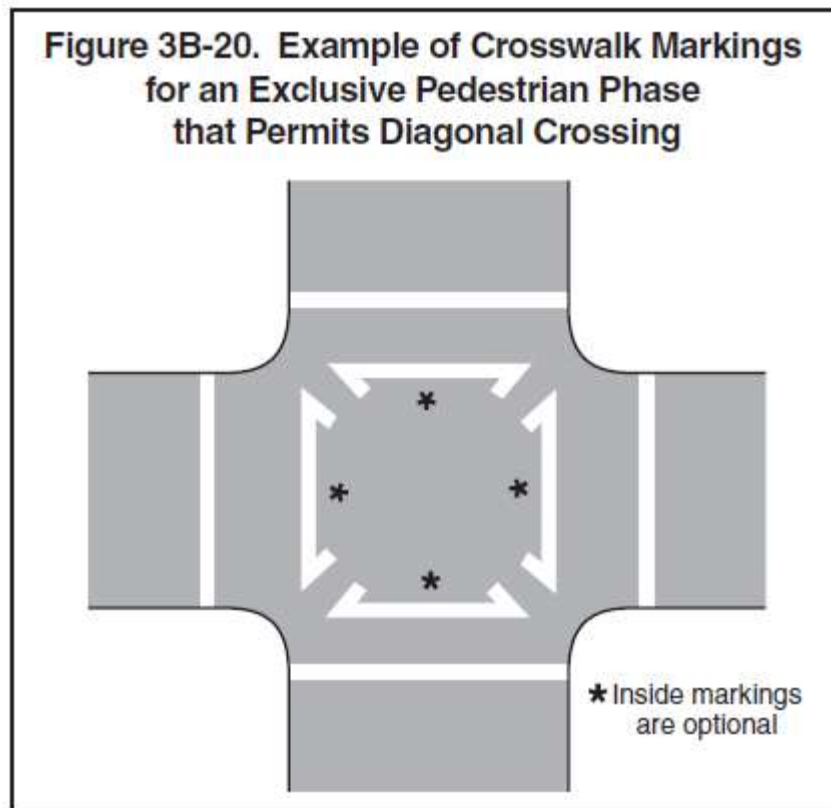 Figure 3B-20. Example of Crosswalk Markings
for an Exclusive Pedestrian Phase
that Permits Diagonal Crossing
*
*
*
*
* Inside markings
are optional